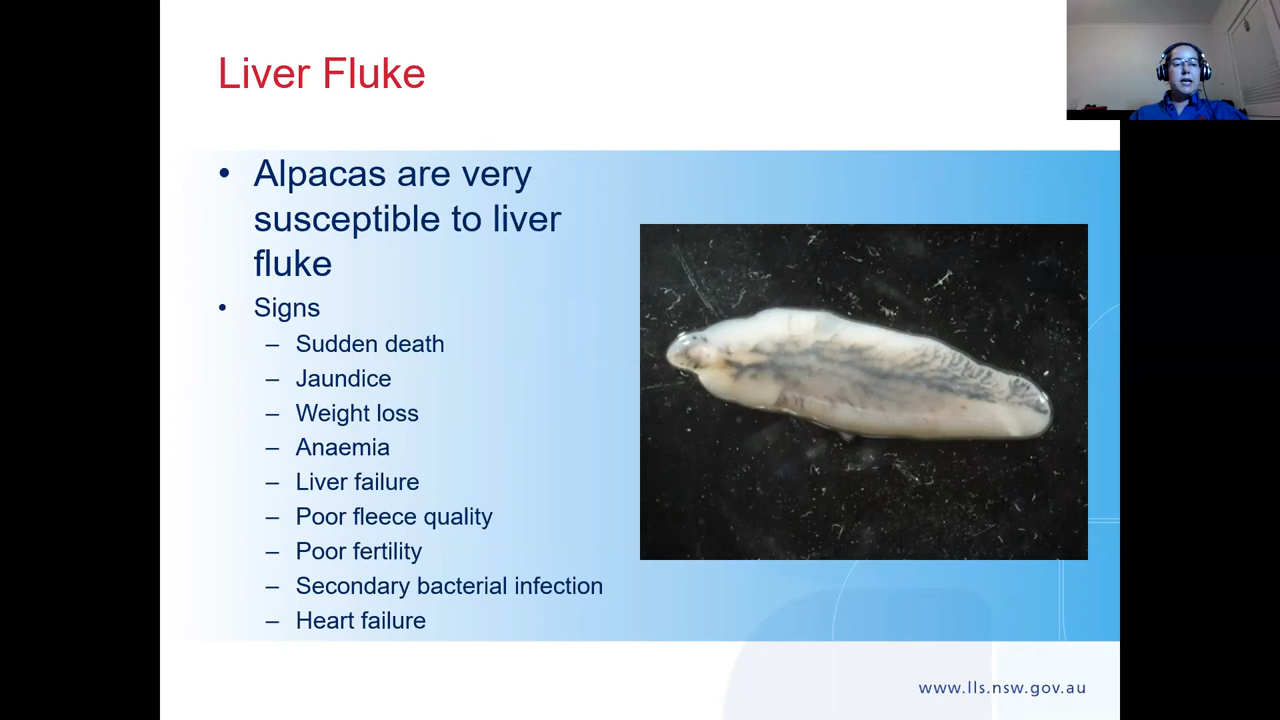 Liver Fluke
• Alpacas are very
susceptible to liver
fluke
• Signs
– Sudden death
– Jaundice
– Weight loss
– Anaemia
– Liver failure
– Poor fleece quality
– Poor fertility
– Secondary bacterial infection
– Heart failure
www.lls.nsw.gov.au